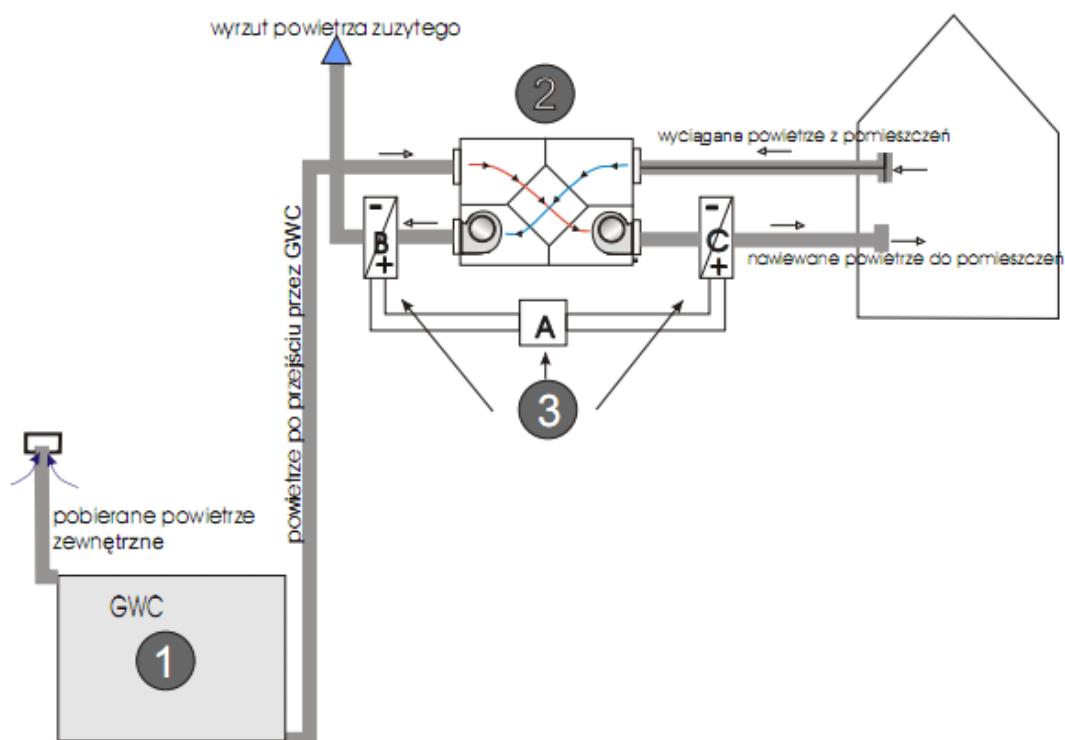 wyrzut powietrza zuzytego
2
wyciągane powietrze z pomieszczeń
-
B
+
-
C
+
nawiewane powietrze do pomieszczeń
A
3
powietrze po przejściu przez GWC
pobierane powietrze
zewnętrzne
GWC
1